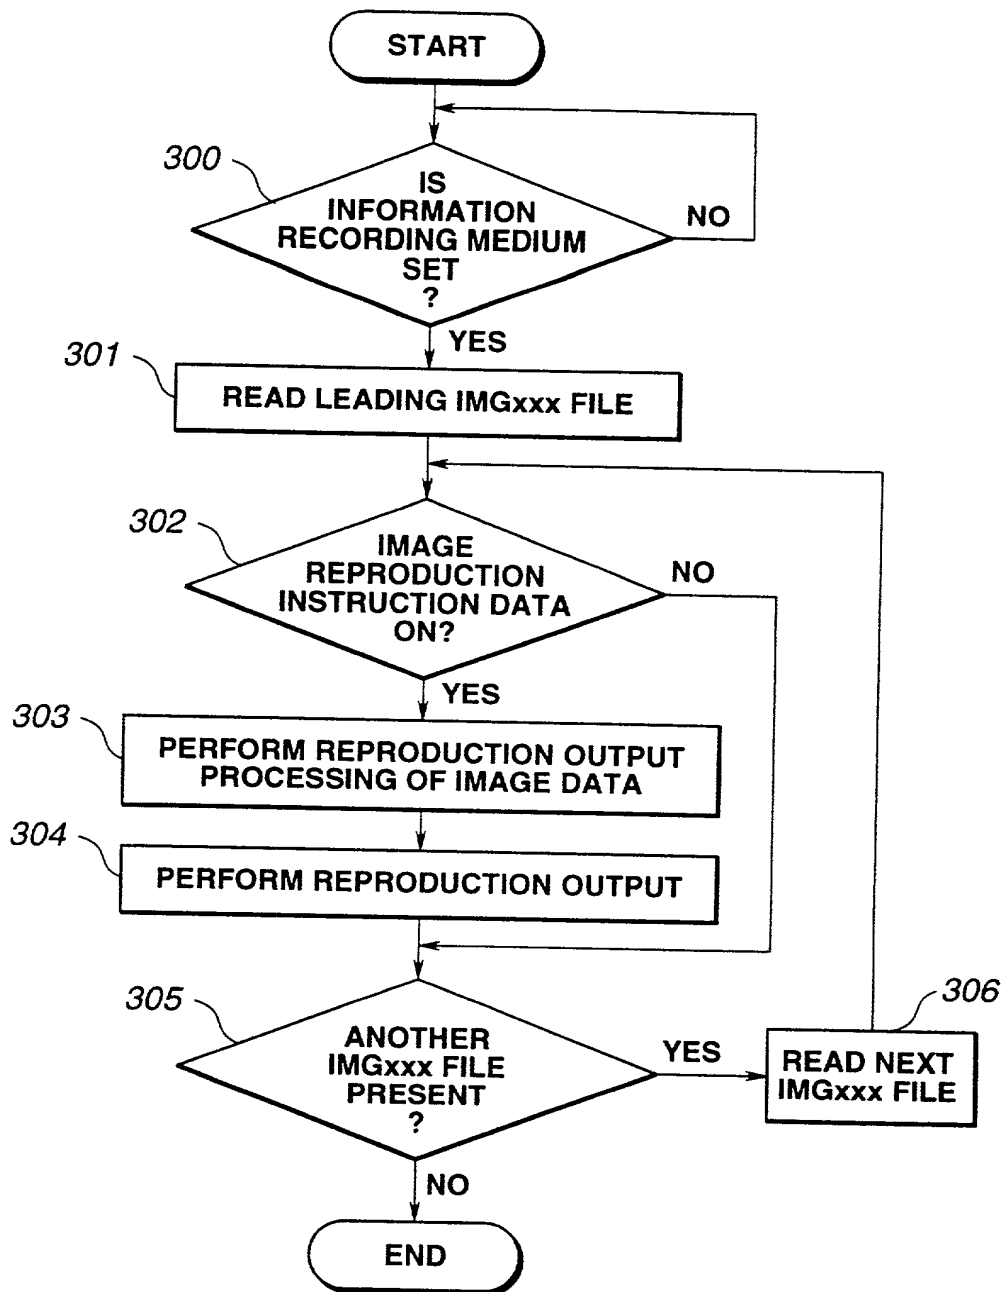 START
300
IS
INFORMATION
RECORDING MEDIUM
SET
?
NO
YES
301
READ LEADING IMGxxx FILE
302
IMAGE
REPRODUCTION
INSTRUCTION DATA
ON?
NO
YES
303
PERFORM REPRODUCTION OUTPUT
PROCESSING OF IMAGE DATA
304
PERFORM REPRODUCTION OUTPUT
305
ANOTHER
IMGxxx FILE
PRESENT
?
YES
306
READ NEXT
IMGxxx FILE
NO
END